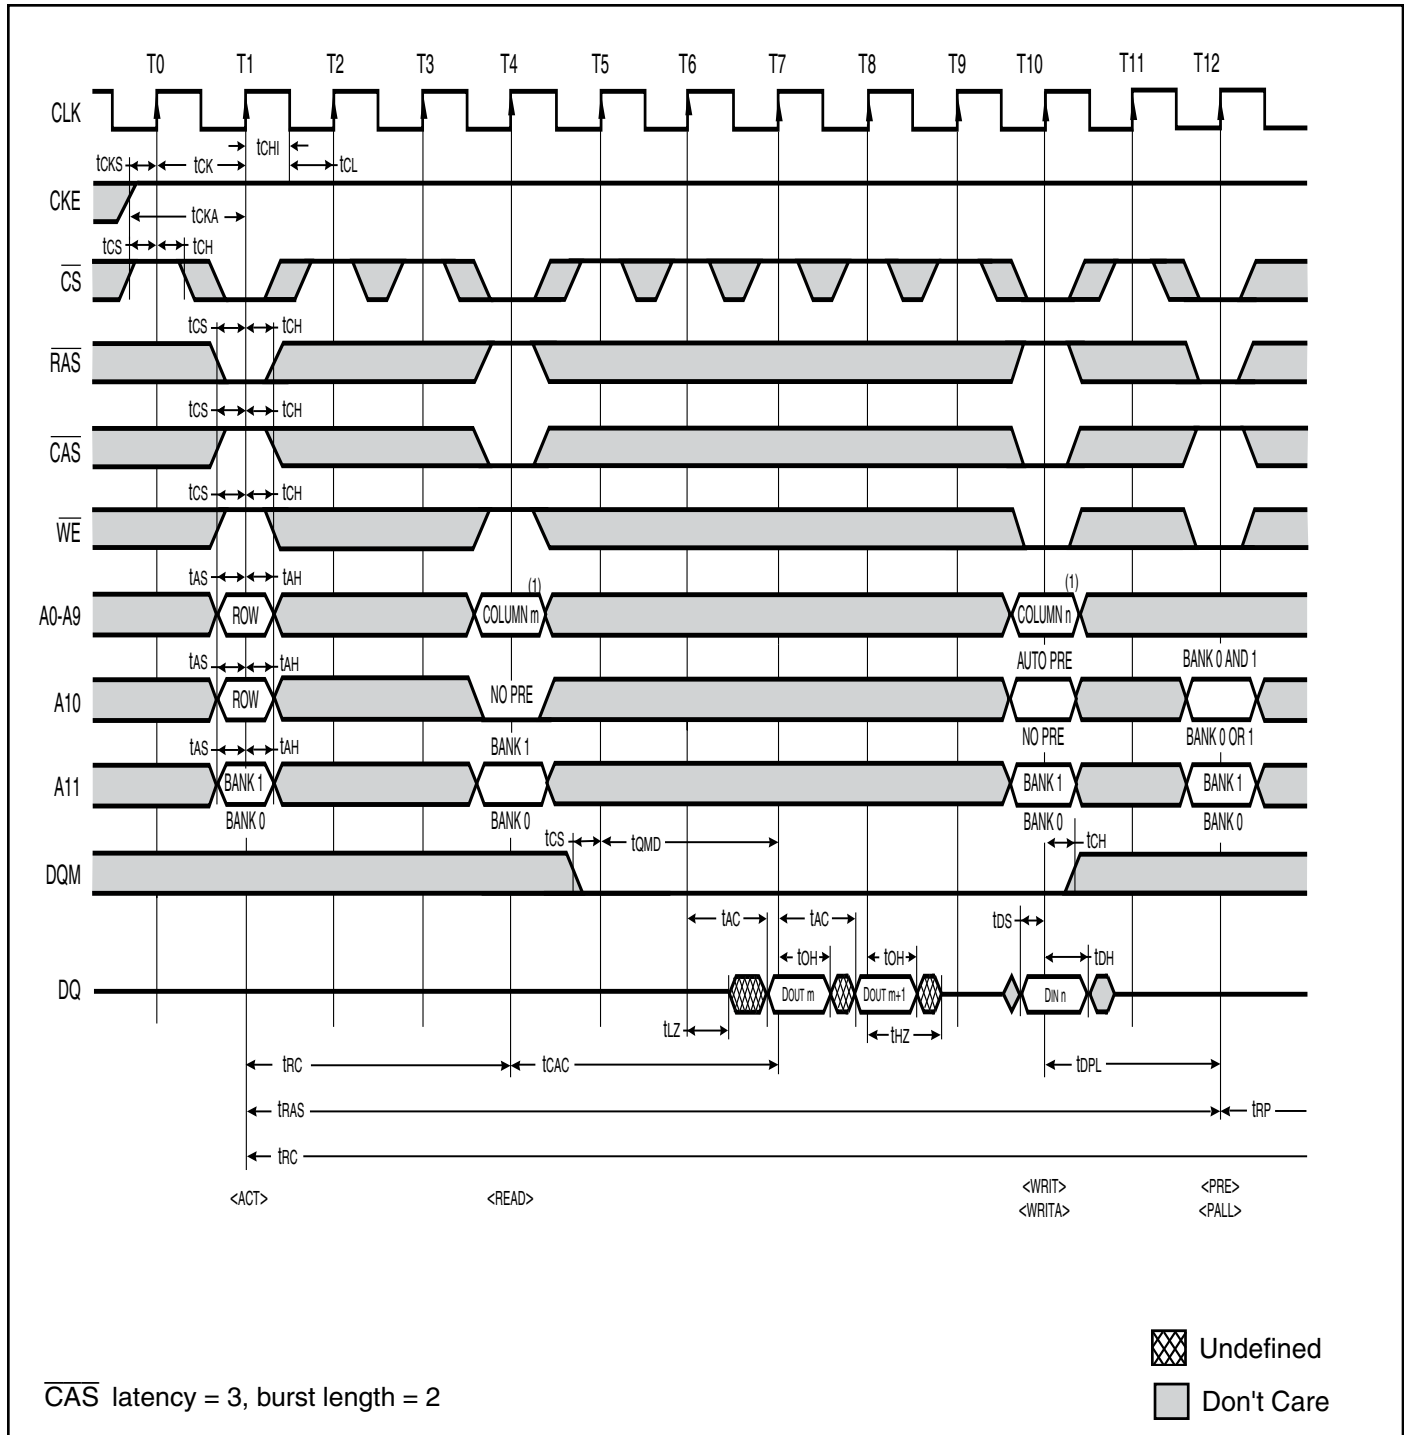 T0 T1 T2 T3 T4 T5 T6 T7 T8 T9 T10 T11 T12
CLK
tCHI
tCKS tCK tCL
CKE
tCKA
tCS tCH
CS
tCS tCH
RAS
tCS tCH
CAS
tCS tCH
WE
tAS tAH (1) (1)
A0-A9 ROW COLUMN m COLUMN n
tAS tAH AUTO PRE BANK 0 AND 1
A10 ROW NO PRE
tAS tAH BANK 1 NO PRE BANK 0 OR 1
A11 BANK 1 BANK 1 BANK 1
BANK 0 BANK 0 BANK 0 BANK 0
tCS tQMD tCH
DQM
tAC tAC tDS
tOH tOH tDH
DQ DOUT m DOUT m+1 DIN n
tLZ tHZ
tRC tCAC tDPL
tRAS tRP
tRC
<ACT> <READ> <WRIT> <PRE>
<WRITA> <PALL>
Undefined
CAS latency = 3, burst length = 2 Don't Care